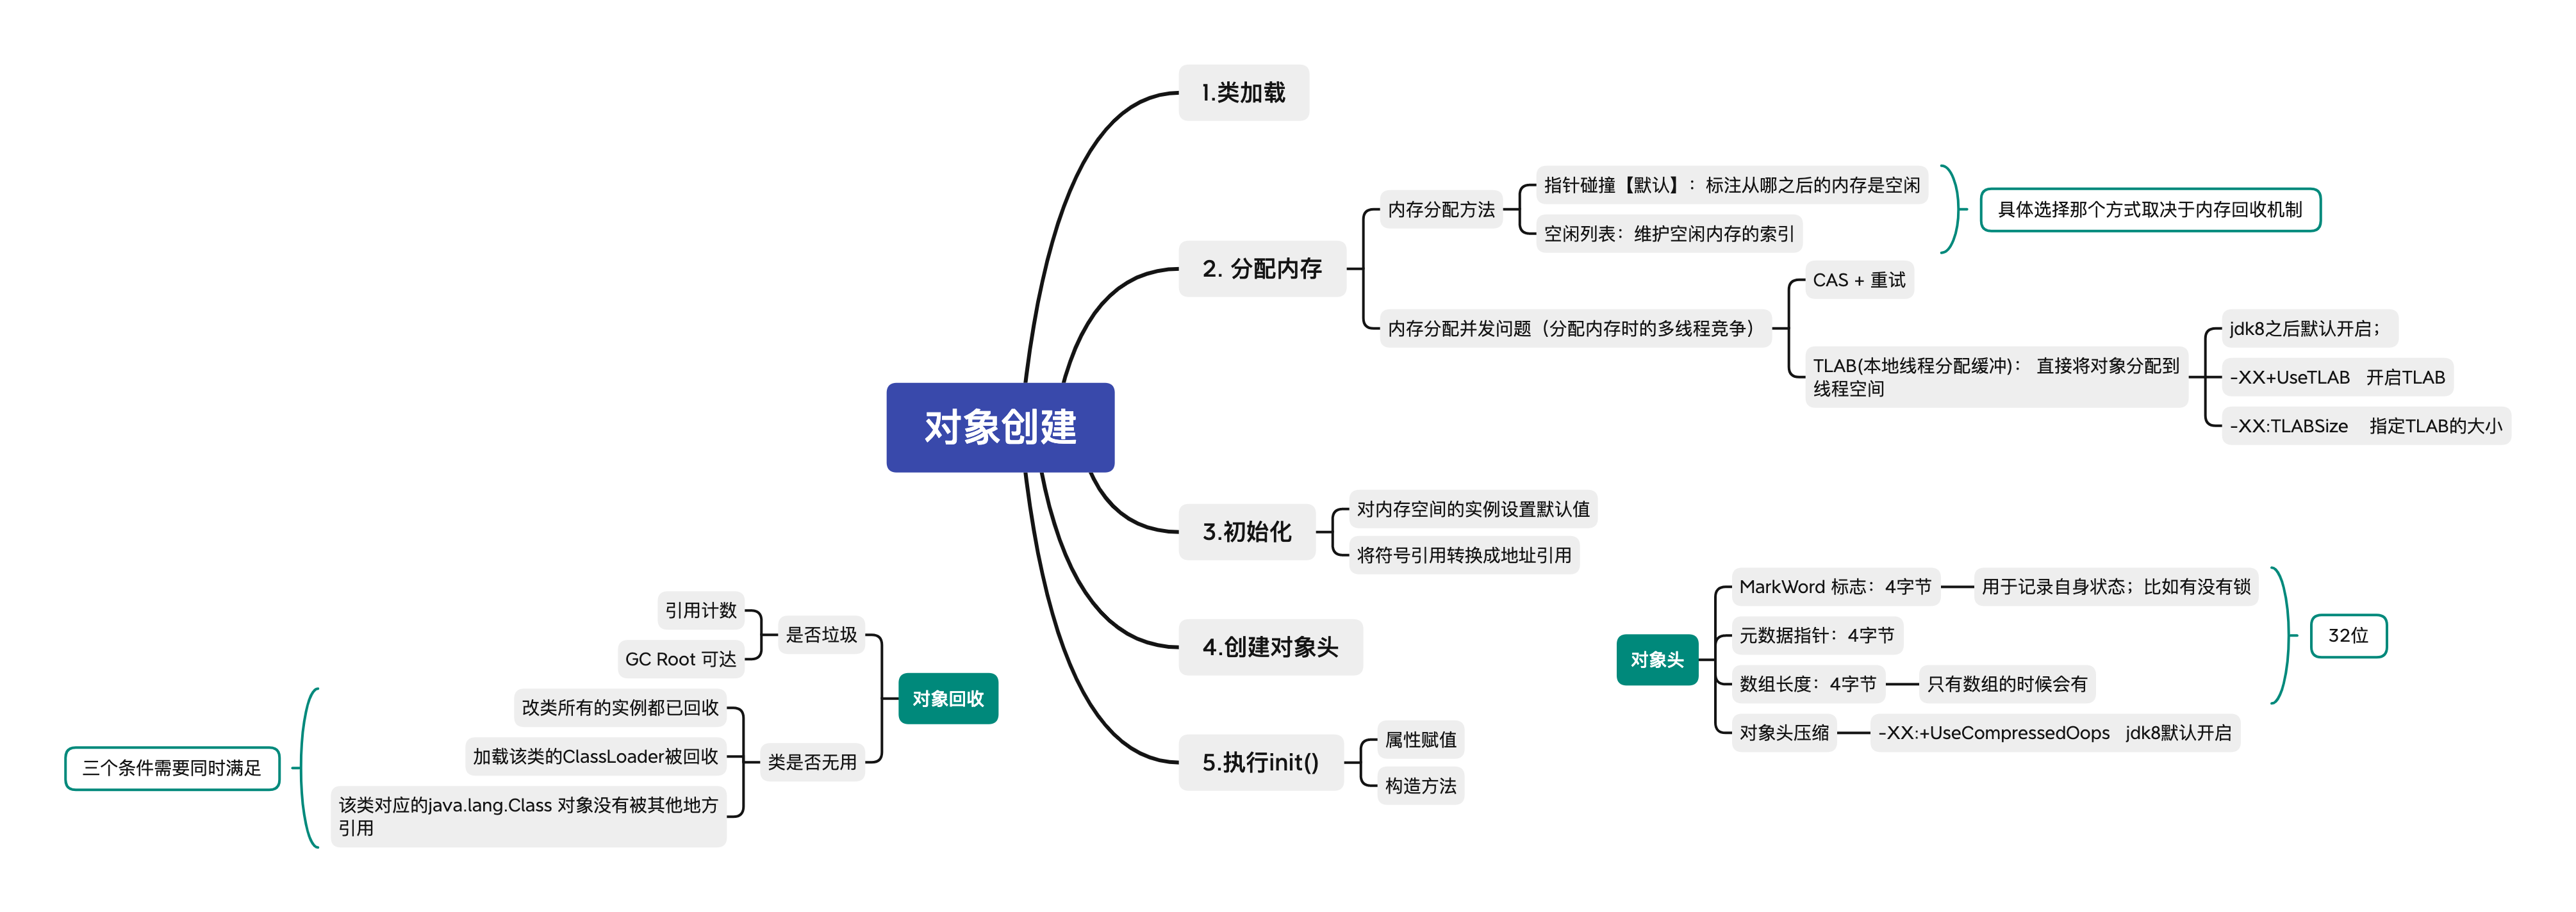 对象创建
1.类加载
2. 分配内存
内存分配方法
指针碰撞【默认】：标注从哪之后的内存是空闲
空闲列表：维护空闲内存的索引
具体选择那个方式取决于内存回收机制
内存分配并发问题（分配内存时的多线程竞争）
CAS + 重试
TLAB(本地线程分配缓冲)： 直接将对象分配到
线程空间
jdk8之后默认开启；
-XX+UseTLAB 开启TLAB
-XX:TLABSize 指定TLAB的大小
3.初始化
对内存空间的实例设置默认值
将符号引用转换成地址引用
4.创建对象头
5.执行init()
属性赋值
构造方法
对象头
MarkWord 标志：4字节
用于记录自身状态；比如有没有锁
元数据指针：4字节
数组长度：4字节
只有数组的时候会有
32位
对象头压缩
-XX:+UseCompressedOops jdk8默认开启
对象回收
是否垃圾
引用计数
GC Root 可达
类是否无用
改类所有的实例都已回收
加载该类的ClassLoader被回收
该类对应的java.lang.Class 对象没有被其他地方
引用
三个条件需要同时满足